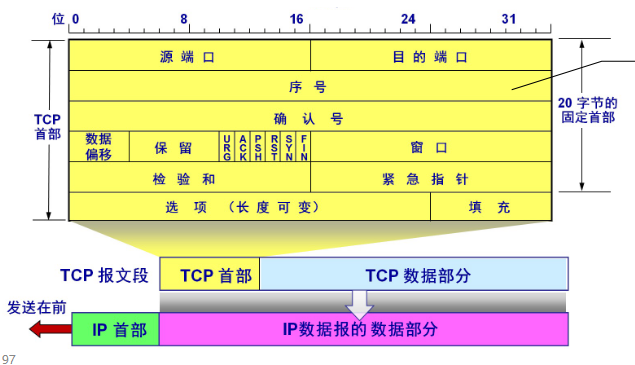 位 0 8 16 24 31
源端口 目的端口
序号
TCP
首部
20 字节的
固定首部
确认号
数据
偏移
保留
URG
ACK
PSH
RST
SYN
FIN
窗口
检验和 紧急指针
选项 (长度可变) 填充
TCP 报文段 TCP 首部 TCP 数据部分
发送在前
IP 首部 IP数据报的 数据部分
97